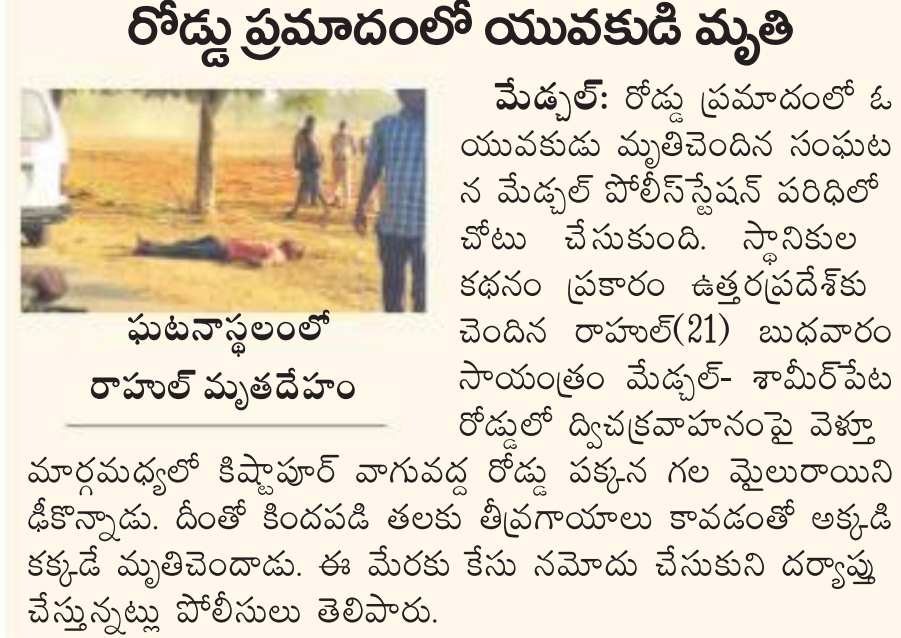 రోడ్డు ప్రమాదంలో యువకుడి మృతి
ఘటనాస్థలంలో
రాహుల్ మృతదేహం
మేడ్చల్: రోడ్డు ప్రమాదంలో ఓ
యువకుడు మృతిచెందిన సంఘట
న మేడ్చల్ పోలీస్‌స్టేషన్ పరిధిలో
చోటు చేసుకుంది. స్థానికుల
కథనం ప్రకారం ఉత్తరప్రదేశ్‌కు
చెందిన రాహుల్(21) బుధవారం
సాయంత్రం మేడ్చల్- శామీర్‌పేట
రోడ్డులో ద్విచక్రవాహనంపై వెళ్తూ
మార్గమధ్యలో కిష్టాపూర్ వాగువద్ద రోడ్డు పక్కన గల మైలురాయిని
ఢీకొన్నాడు. దీంతో కిందపడి తలకు తీవ్రగాయాలు కావడంతో అక్కడి
కక్కడే మృతిచెందాడు. ఈ మేరకు కేసు నమోదు చేసుకుని దర్యాప్తు
చేస్తున్నట్లు పోలీసులు తెలిపారు.